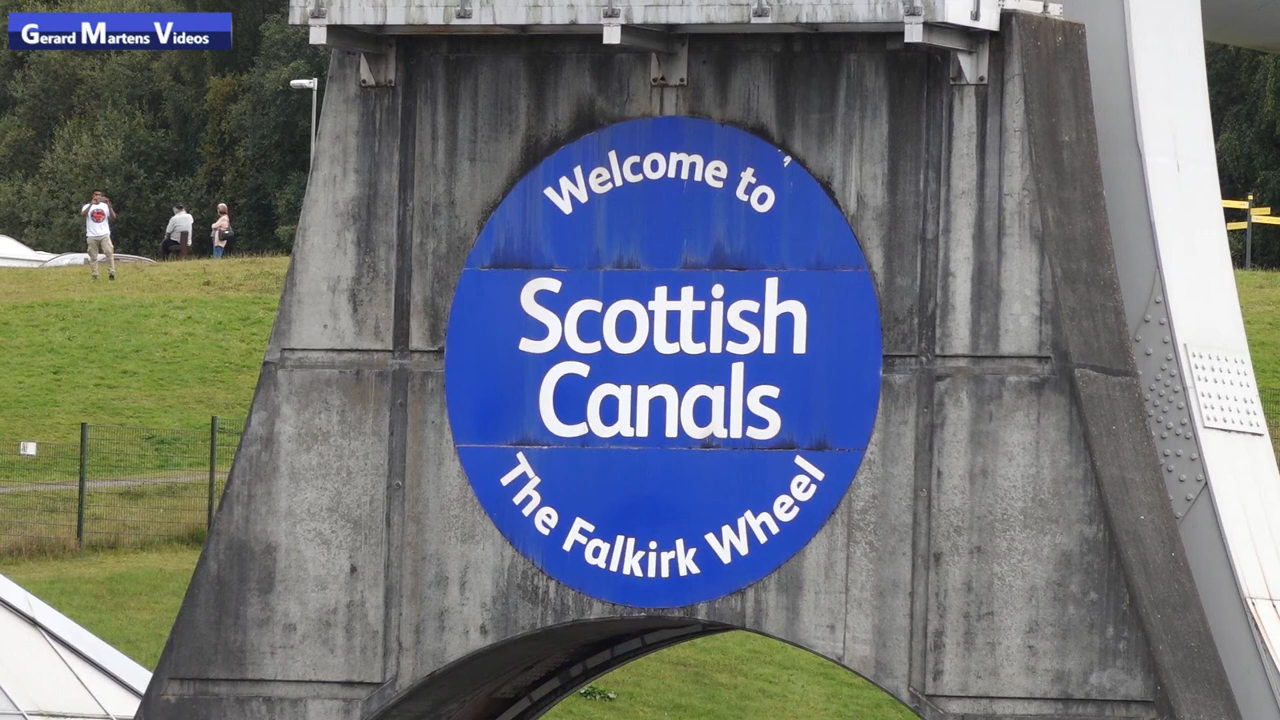 Gerard Martens Videos
Welcome to
Scottish
Canals
The Falkirk Wheel